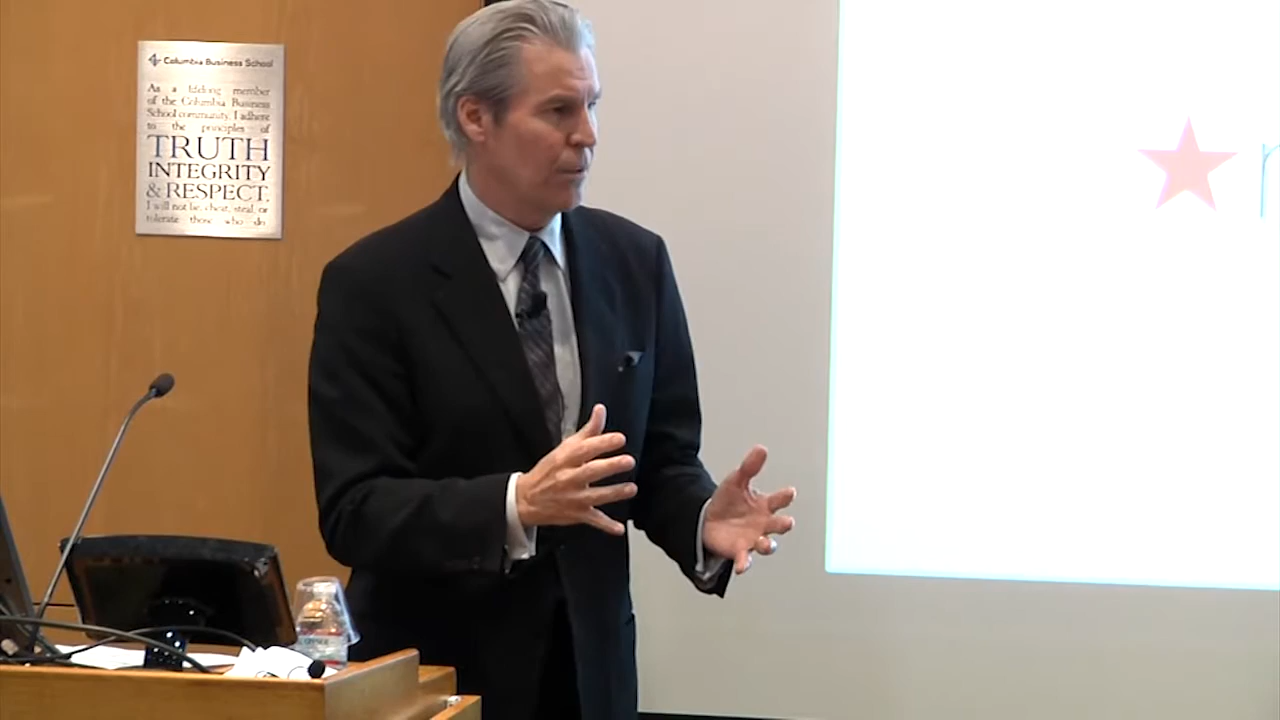 Columbia Business School
As a lifelong member
of the Columbia Business
School community, I adhere
to the principles of
TRUTH
INTEGRITY
& RESPECT.
I will not lie, cheat, steal, or
tolerate those who do